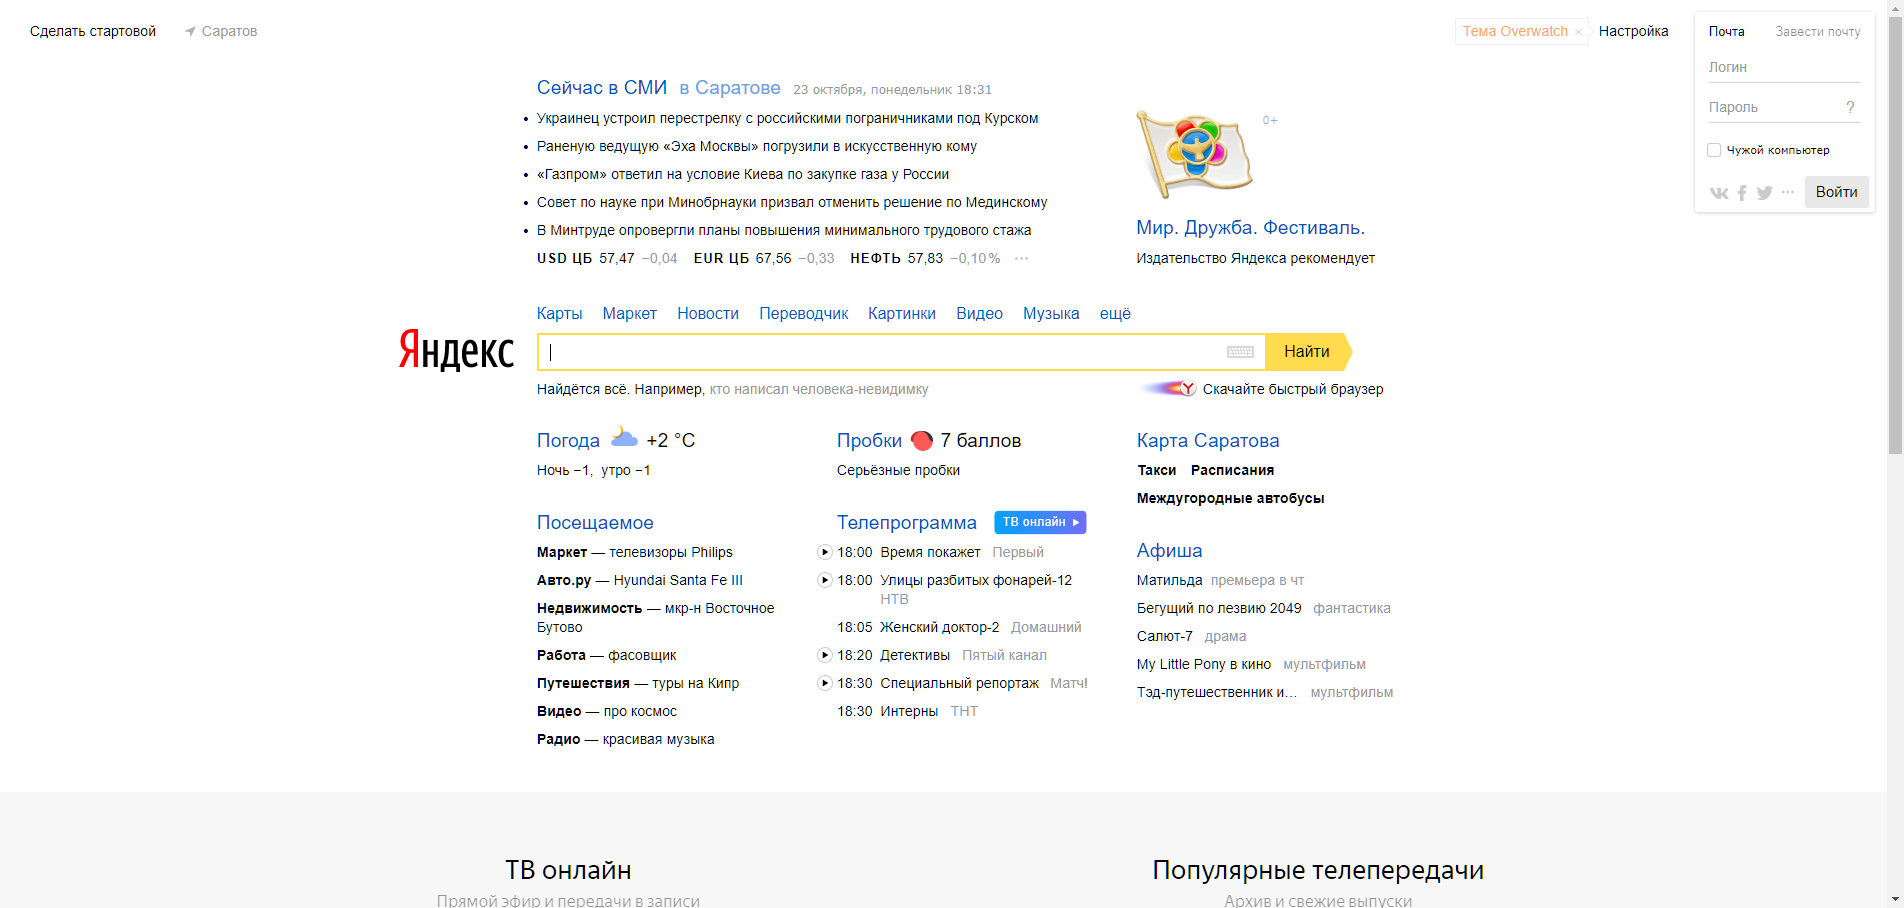 Сделать стартовой Саратов
Тема Overwatch × Настройка
Почта Завести почту
Логин
Пароль ?
Чужой компьютер
Войти
Сейчас в СМИ в Саратове 23 октября, понедельник 18:31
Украинец устроил перестрелку с российскими пограничниками под Курском
Раненую ведущую «Эха Москвы» погрузили в искусственную кому
«Газпром» ответил на условие Киева по закупке газа у России
Совет по науке при Минобрнауки призвал отменить решение по Мединскому
В Минтруде опровергли планы повышения минимального трудового стажа
USD ЦБ 57,47 −0,04 EUR ЦБ 67,56 −0,33 НЕФТЬ 57,83 −0,10% ···
0+
Мир. Дружба. Фестиваль.
Издательство Яндекса рекомендует
Карты Маркет Новости Переводчик Картинки Видео Музыка ещё
Яндекс
Найти
Найдётся всё. Например, кто написал человека-невидимку
Скачайте быстрый браузер
Погода +2 °C
Ночь −1, утро −1
Пробки 7 баллов
Серьёзные пробки
Карта Саратова
Такси Расписания
Междугородные автобусы
Посещаемое
Маркет — телевизоры Philips
Авто.ру — Hyundai Santa Fe III
Недвижимость — мкр-н Восточное
Бутово
Работа — фасовщик
Путешествия — туры на Кипр
Видео — про космос
Радио — красивая музыка
Телепрограмма ТВ онлайн
18:00 Время покажет Первый
18:00 Улицы разбитых фонарей-12
НТВ
18:05 Женский доктор-2 Домашний
18:20 Детективы Пятый канал
18:30 Специальный репортаж Матч!
18:30 Интерны ТНТ
Афиша
Матильда премьера в чт
Бегущий по лезвию 2049 фантастика
Салют-7 драма
My Little Pony в кино мультфильм
Тэд-путешественник и… мультфильм
ТВ онлайн
Прямой эфир и передачи в записи
Популярные телепередачи
Архив и свежие выпуски